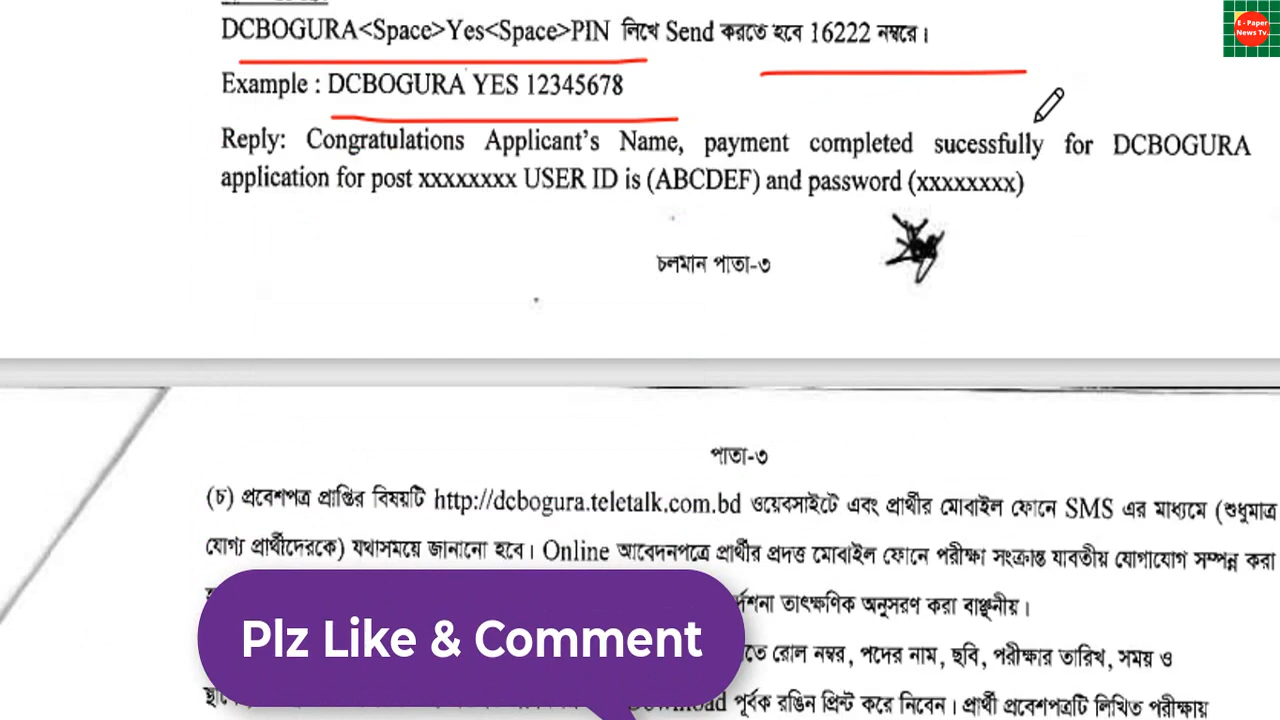 E - Paper
News Tv.
DCBOGURA<Space>Yes<Space>PIN লিখে Send করতে হবে 16222 নম্বরে।
Example : DCBOGURA YES 12345678
Reply: Congratulations Applicant's Name, payment completed sucessfully for DCBOGURA
application for post xxxxxxxx USER ID is (ABCDEF) and password (xxxxxxxx)
চলমান পাতা-৩
পাতা-৩
(চ) প্রবেশপত্র প্রাপ্তির বিষয়টি http://dcbogura.teletalk.com.bd ওয়েবসাইটে এবং প্রার্থীর মোবাইল ফোনে SMS এর মাধ্যমে (শুধুমাত্র
যোগ্য প্রার্থীদেরকে) যথাসময়ে জানানো হবে। Online আবেদনপত্রে প্রার্থীর প্রদত্ত মোবাইল ফোনে পরীক্ষা সংক্রান্ত যাবতীয় যোগাযোগ সম্পন্ন করা
তাৎক্ষণিক অনুসরণ করা বাঞ্ছনীয়।
Plz Like & Comment
রোল নম্বর, পদের নাম, ছবি, পরীক্ষার তারিখ, সময় ও
পূর্বক রঙিন প্রিন্ট করে নিবেন। প্রার্থী প্রবেশপত্রটি লিখিত পরীক্ষায়